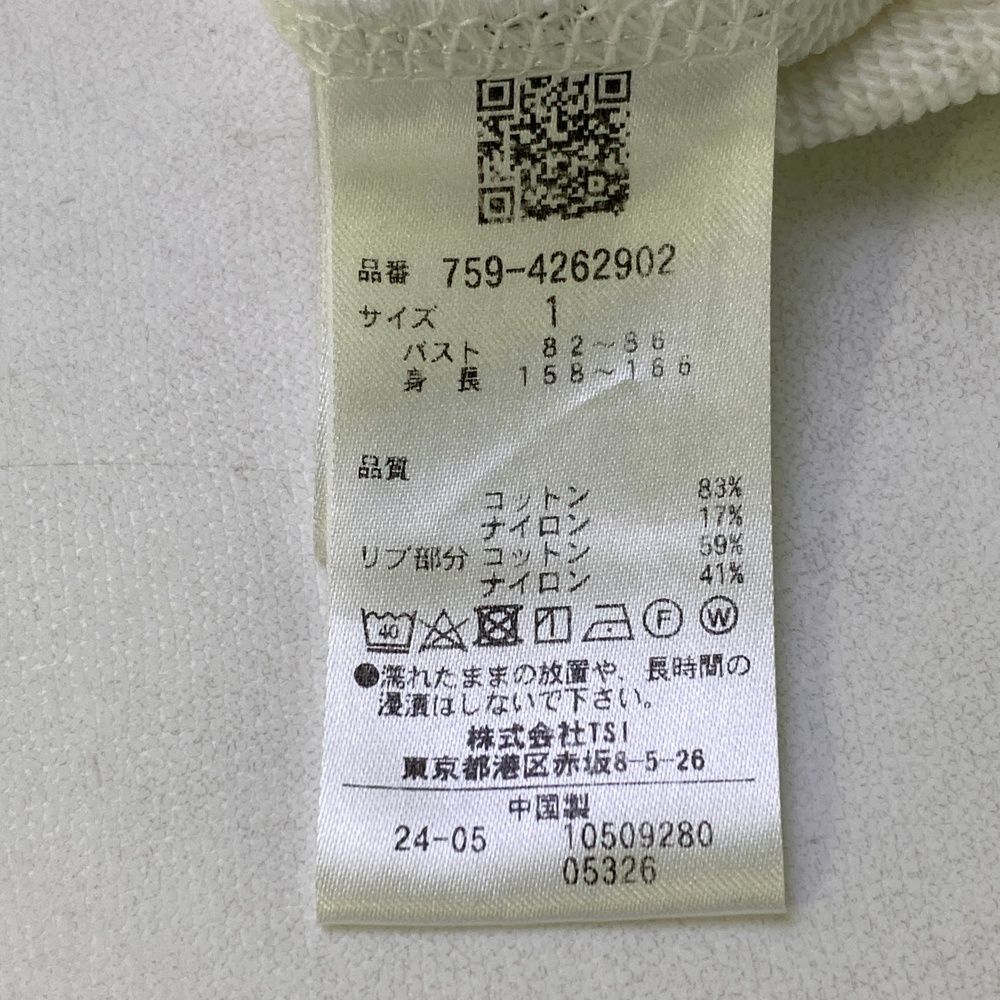 品番 759-4262902
サイズ 1
バスト 82～86
身長 158～166
品質
コットン 83%
ナイロン 17%
リブ部分 コットン 59%
ナイロン 41%
40 F W
●濡れたままの放置や、長時間の
浸漬はしないで下さい。
株式会社TSI
東京都港区赤坂8-5-26
中国製
24-05 10509280
05326